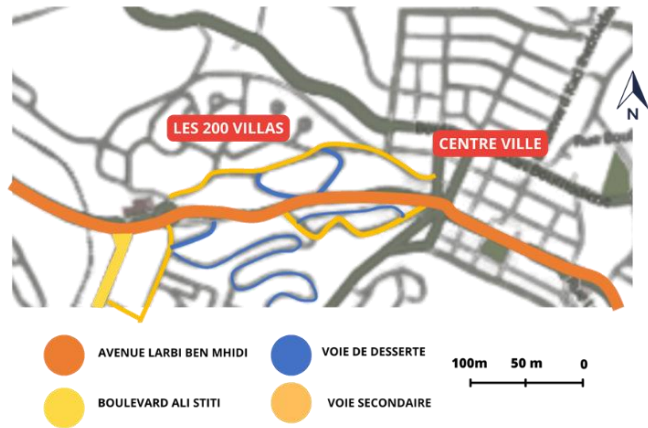 LES 200 VILLAS
CENTRE VILLE
N
AVENUE LARBI BEN MHIDI
VOIE DE DESSERTE
BOULEVARD ALI STITI
VOIE SECONDAIRE
100m 50 m 0